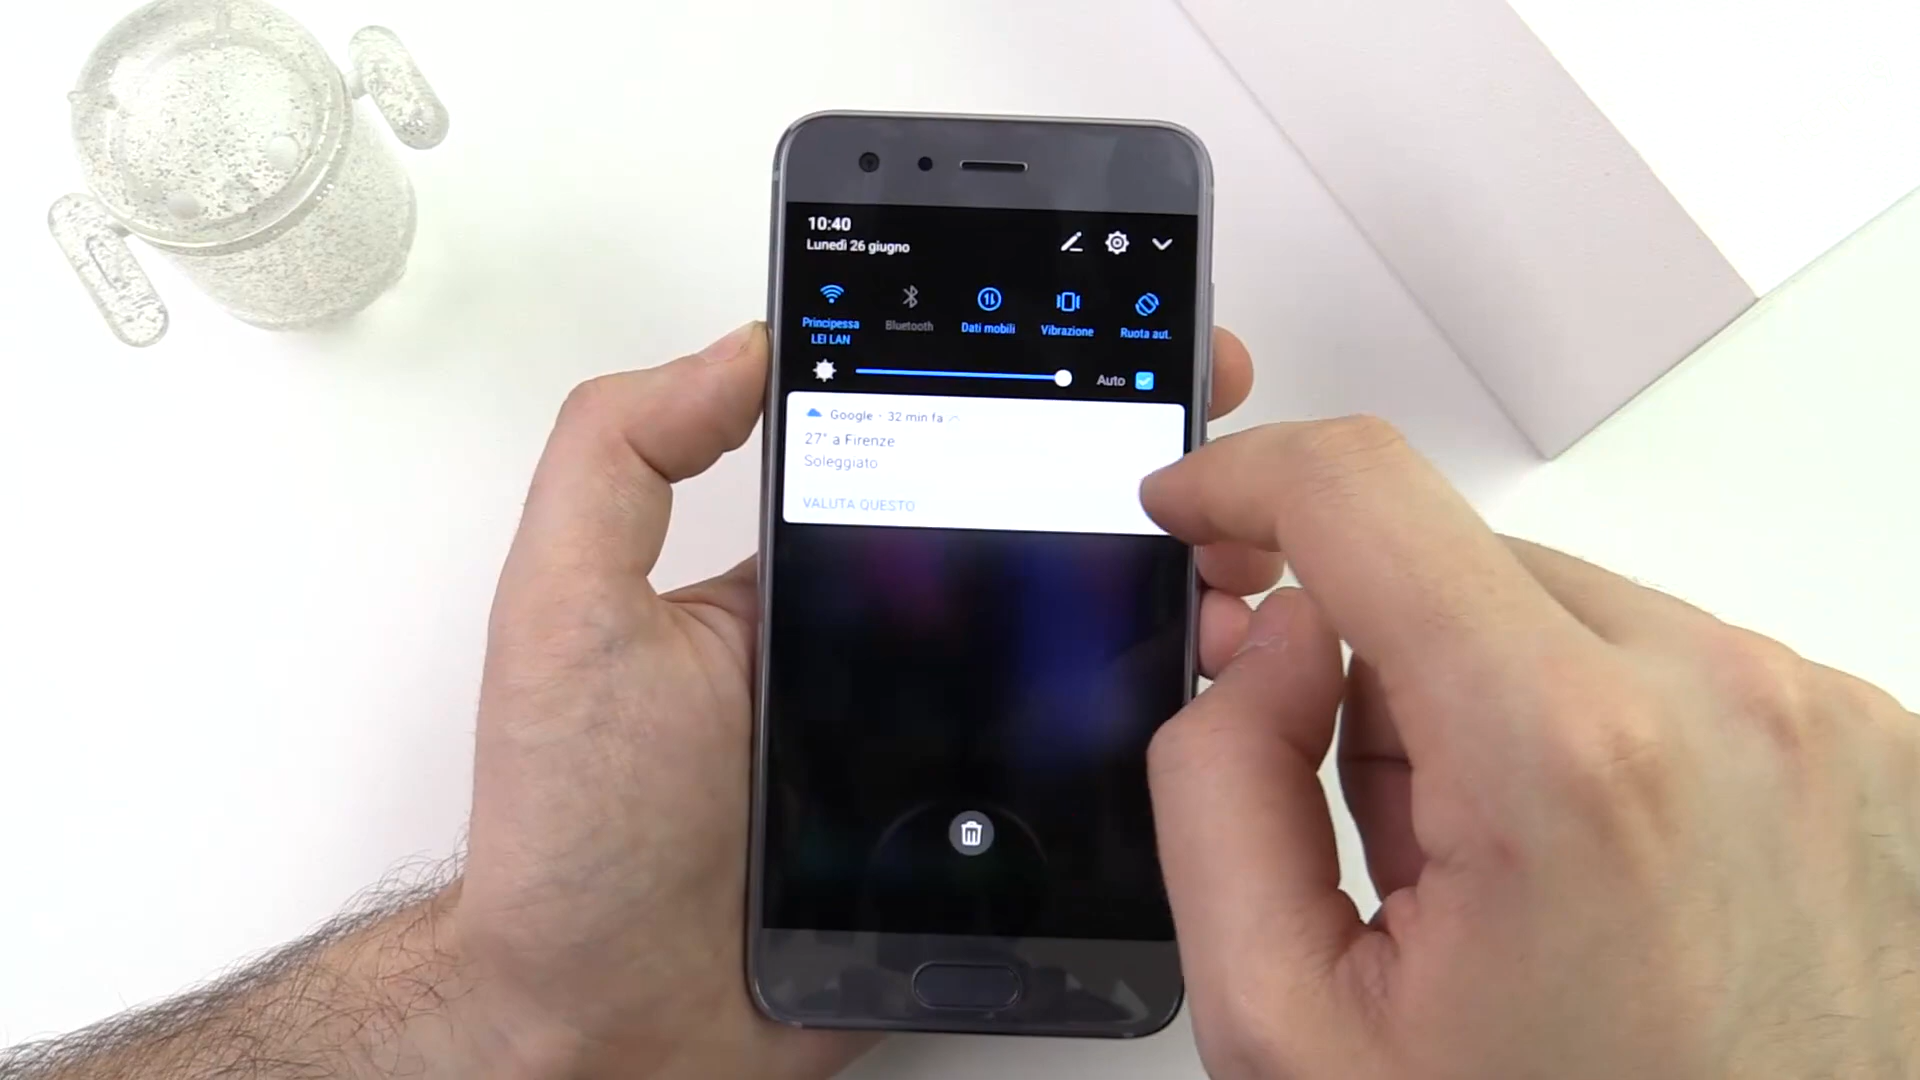 10:40
Lunedì 26 giugno
Principessa
LEI LAN
Bluetooth
Dati mobili
Vibrazione
Ruota aut.
Auto
Google · 32 min fa
27° a Firenze
Soleggiato
VALUTA QUESTO